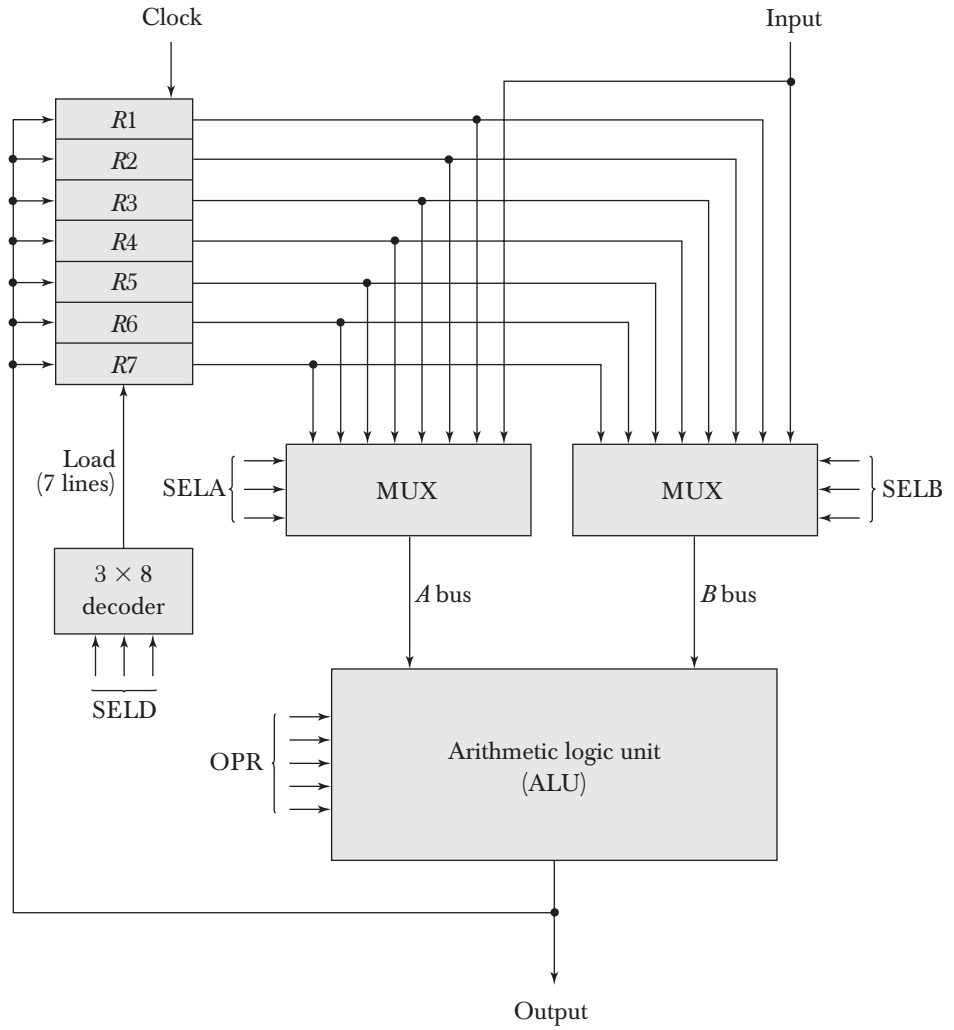 Clock
Input
R1
R2
R3
R4
R5
R6
R7
Load
(7 lines)
SELA
MUX
MUX
SELB
3 × 8
decoder
A bus
B bus
SELD
OPR
Arithmetic logic unit
(ALU)
Output